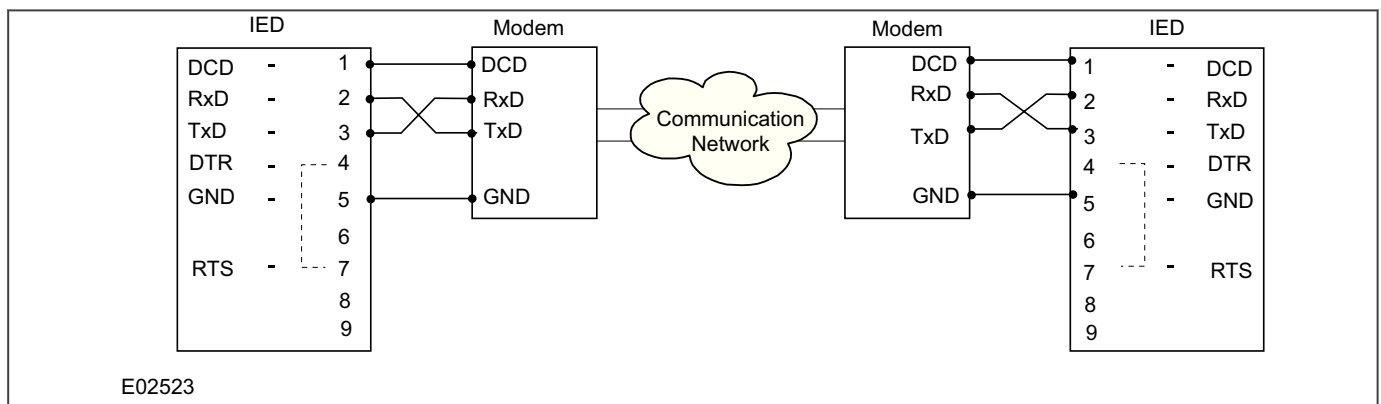 IED Modem Modem IED
DCD - 1 DCD DCD 1 - DCD
RxD - 2 RxD RxD 2 - RxD
TxD - 3 TxD TxD 3 - TxD
Communication
Network
DTR - 4 4 - DTR
GND - 5 GND GND 5 - GND
6 6
RTS - 7 7 - RTS
8 8
9 9
E02523